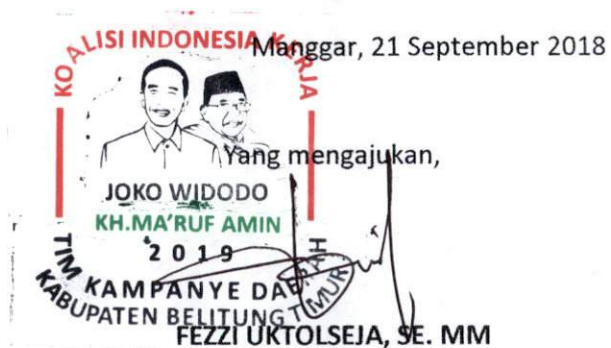 KOALISI INDONESIA KERJA
Manggar, 21 September 2018
Yang mengajukan,
JOKO WIDODO
KH.MA'RUF AMIN
2019
TIM KAMPANYE DAERAH
KABUPATEN BELITUNG TIMUR
FEZZI UKTOLSEJA, SE. MM